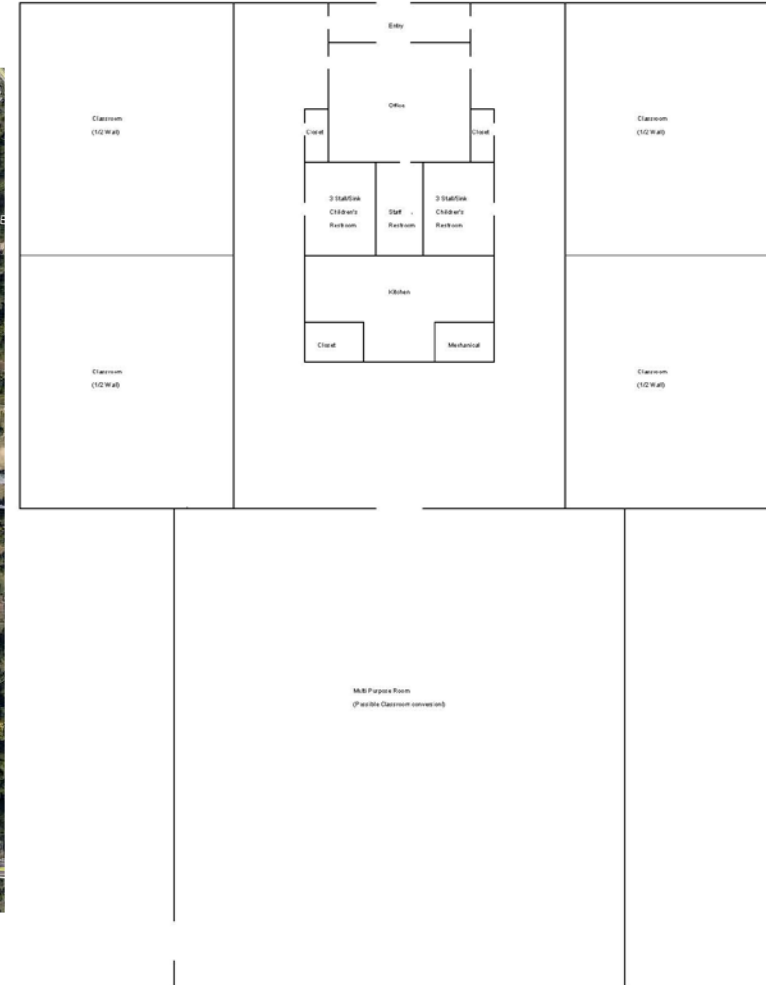 Entry
Office
Classroom
(1/2 Wall)
Classroom
(1/2 Wall)
Closet
Closet
3 Stall/Sink
Children's
Restroom
Staff
Restroom
3 Stall/Sink
Children's
Restroom
Kitchen
Closet
Mechanical
Classroom
(1/2 Wall)
Classroom
(1/2 Wall)
Multi Purpose Room
(Possible Classroom conversion)